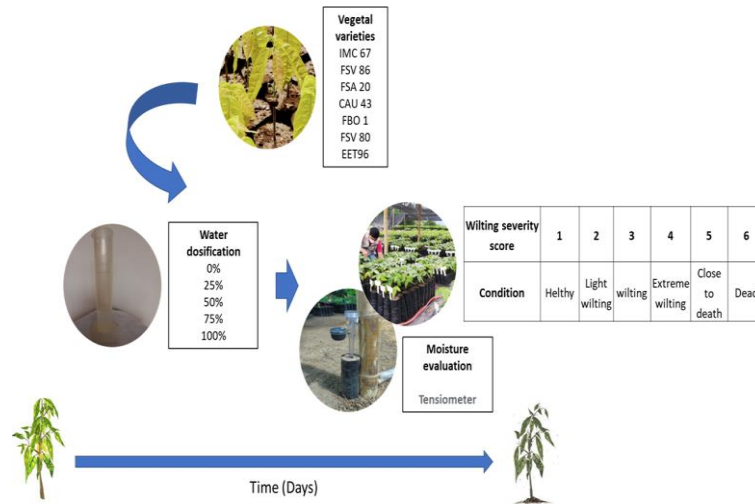 Vegetal
varieties
IMC 67
FSV 86
FSA 20
CAU 43
FBO 1
FSV 80
EET96
Water
dosification
0%
25%
50%
75%
100%
Wilting severity
score
1
2
3
4
5
6
Condition
Helthy
Light
wilting
wilting
Extreme
wilting
Close
to
death
Dead
Moisture
evaluation
Tensiometer
Time (Days)